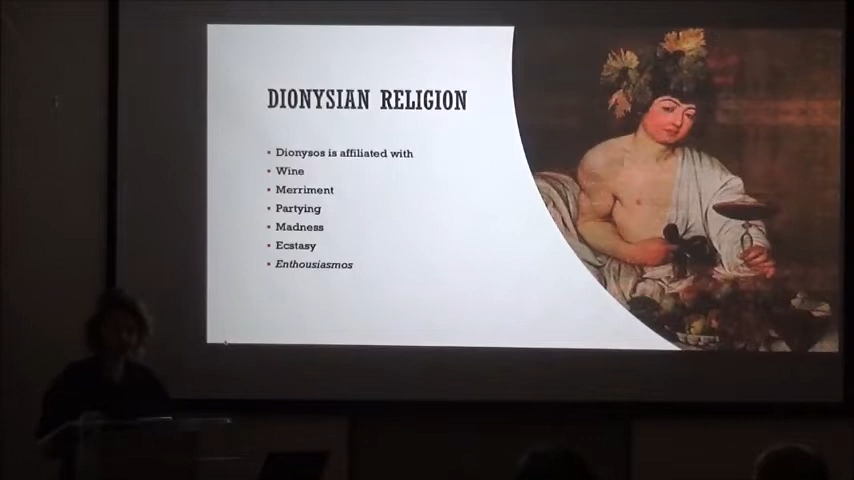 DIONYSIAN RELIGION
• Dionysos is affiliated with
• Wine
• Merriment
• Partying
• Madness
• Ecstasy
• Enthousiasmos